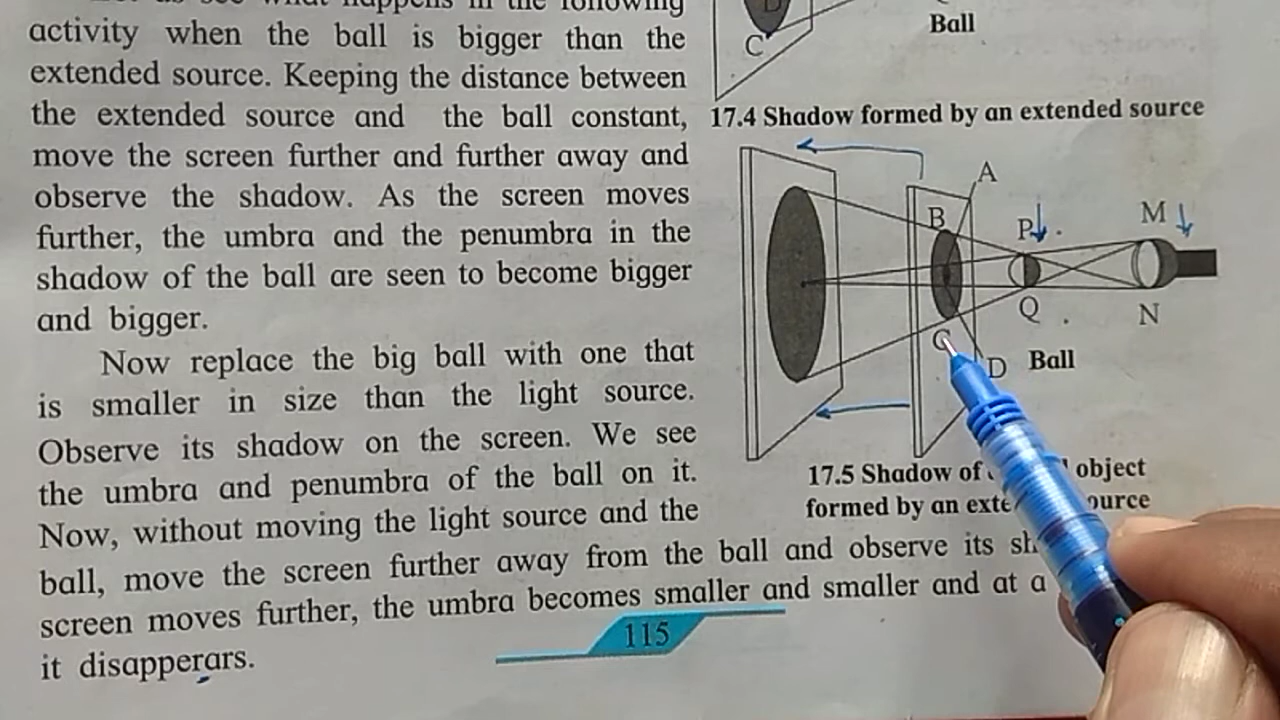 activity when the ball is bigger than the
extended source. Keeping the distance between
the extended source and the ball constant,
move the screen further and further away and
observe the shadow. As the screen moves
further, the umbra and the penumbra in the
shadow of the ball are seen to become bigger
and bigger.
Now replace the big ball with one that
is smaller in size than the light source.
Observe its shadow on the screen. We see
the umbra and penumbra of the ball on it.
Now, without moving the light source and the
ball, move the screen further away from the ball and observe its
screen moves further, the umbra becomes smaller and smaller and at a
it disapperars.
115
D
C
Ball
17.4 Shadow formed by an extended source
A
B
P
M
C
D
Q
N
Ball
17.5 Shadow of object
formed by an